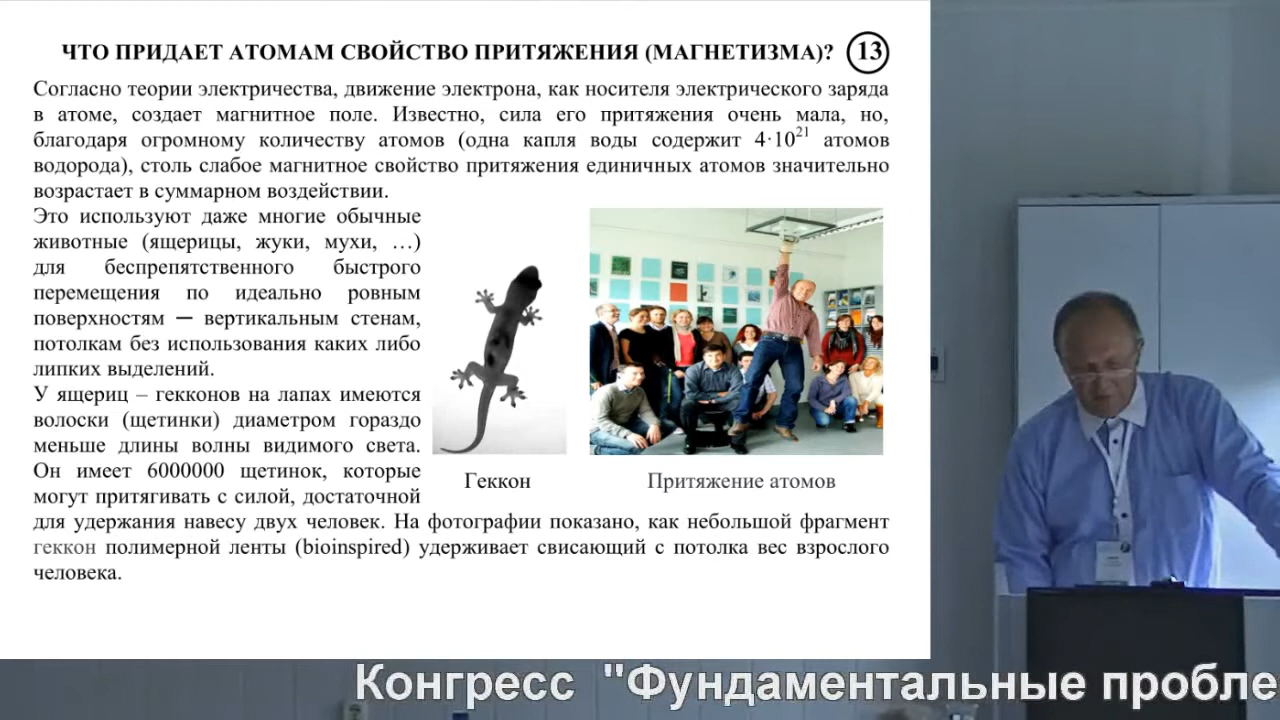 ЧТО ПРИДАЕТ АТОМАМ СВОЙСТВО ПРИТЯЖЕНИЯ (МАГНЕТИЗМА)? 13
Согласно теории электричества, движение электрона, как носителя электрического заряда
в атоме, создает магнитное поле. Известно, сила его притяжения очень мала, но,
благодаря огромному количеству атомов (одна капля воды содержит 4·10²¹ атомов
водорода), столь слабое магнитное свойство притяжения единичных атомов значительно
возрастает в суммарном воздействии.
Это используют даже многие обычные
животные (ящерицы, жуки, мухи, …)
для беспрепятственного быстрого
перемещения по идеально ровным
поверхностям ─ вертикальным стенам,
потолкам без использования каких либо
липких выделений.
У ящериц – гекконов на лапах имеются
волоски (щетинки) диаметром гораздо
меньше длины волны видимого света.
Он имеет 6000000 щетинок, которые
могут притягивать с силой, достаточной
для удержания навесу двух человек. На фотографии показано, как небольшой фрагмент
геккон полимерной ленты (bioinspired) удерживает свисающий с потолка вес взрослого
человека.
Геккон
Притяжение атомов
Конгресс "Фундаментальные пробле